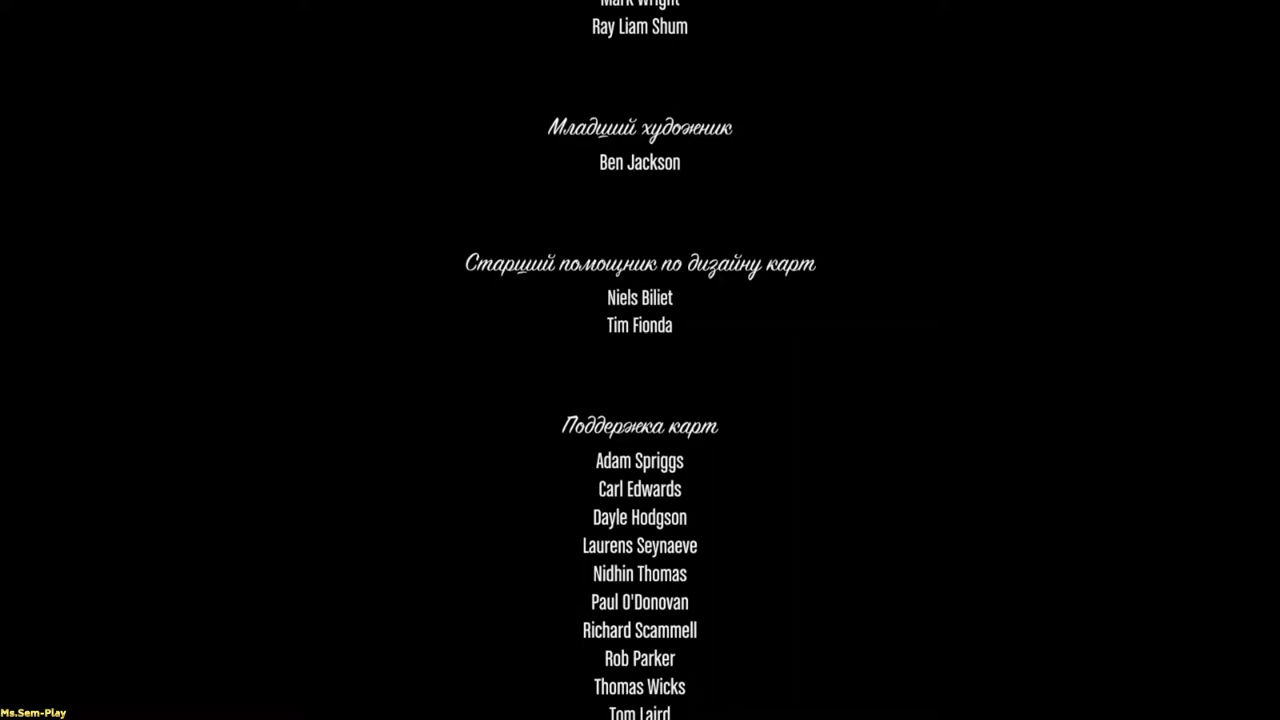 Mark Wright
Ray Liam Shum
Младший художник
Ben Jackson
Старший помощник по дизайну карт
Niels Biliet
Tim Fionda
Поддержка карт
Adam Spriggs
Carl Edwards
Dayle Hodgson
Laurens Seynaeve
Nidhin Thomas
Paul O'Donovan
Richard Scammell
Rob Parker
Thomas Wicks
Tom Laird
Ms.Sem-Play